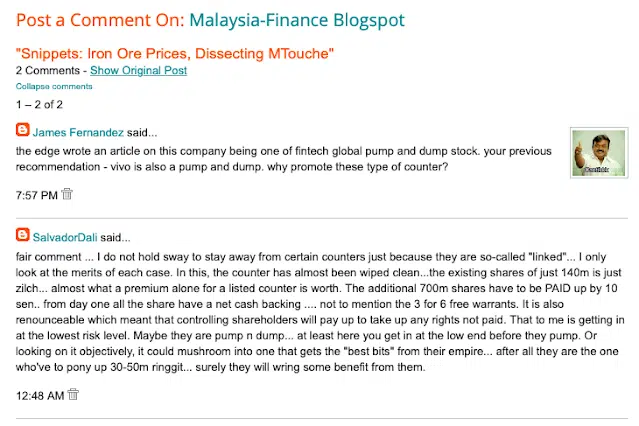 Post a Comment On: Malaysia-Finance Blogspot
"Snippets: Iron Ore Prices, Dissecting MTouche"
2 Comments - Show Original Post
Collapse comments
1 – 2 of 2
James Fernandez said...
the edge wrote an article on this company being one of fintech global pump and dump stock. your previous
recommendation - vivo is also a pump and dump. why promote these type of counter?
7:57 PM
SalvadorDali said...
fair comment ... I do not hold sway to stay away from certain counters just because they are so-called "linked"... I only
look at the merits of each case. In this, the counter has almost been wiped clean...the existing shares of just 140m is just
zilch... almost what a premium alone for a listed counter is worth. The additional 700m shares have to be PAID up by 10
sen.. from day one all the share have a net cash backing .... not to mention the 3 for 6 free warrants. It is also
renounceable which meant that controlling shareholders will pay up to take up any rights not paid. That to me is getting in
at the lowest risk level. Maybe they are pump n dump... at least here you get in at the low end before they pump. Or
looking on it objectively, it could mushroom into one that gets the "best bits" from their empire... after all they are the one
who've to pony up 30-50m ringgit... surely they will wring some benefit from them.
12:48 AM